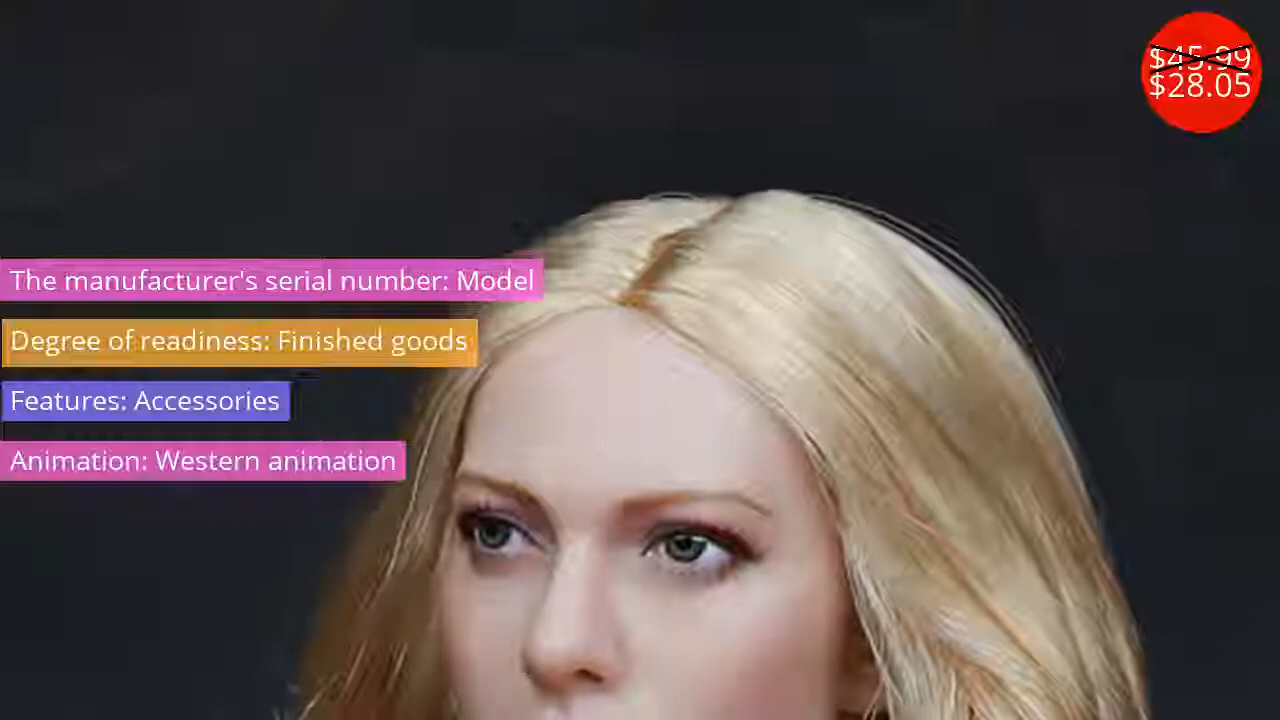 $45.99
$28.05
The manufacturer's serial number: Model
Degree of readiness: Finished goods
Features: Accessories
Animation: Western animation